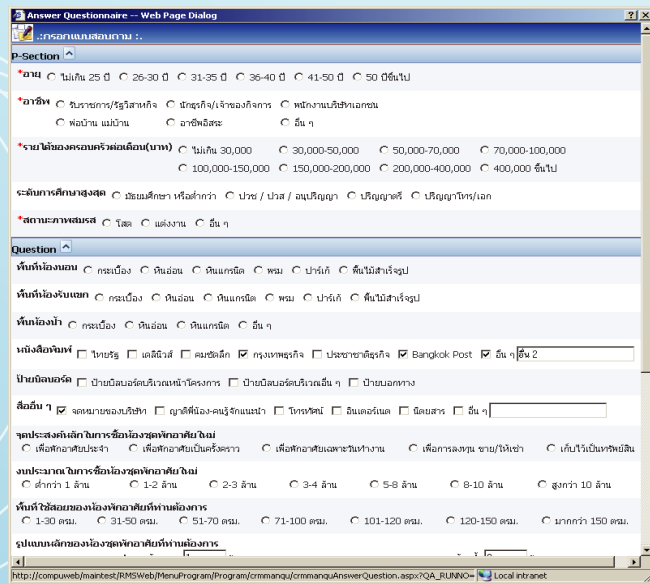 Answer Questionnaire -- Web Page Dialog
.::กรอกแบบสอบถาม :.
P-Section
*อายุ ไม่เกิน 25 ปี 26-30 ปี 31-35 ปี 36-40 ปี 41-50 ปี 50 ปีขึ้นไป
*อาชีพ รับราชการ/รัฐวิสาหกิจ นักธุรกิจ/เจ้าของกิจการ พนักงานบริษัทเอกชน
พ่อบ้าน แม่บ้าน อาชีพอิสระ อื่น ๆ
*รายได้ของครอบครัวต่อเดือน(บาท) ไม่เกิน 30,000 30,000-50,000 50,000-70,000 70,000-100,000
100,000-150,000 150,000-200,000 200,000-400,000 400,000 ขึ้นไป
ระดับการศึกษาสูงสุด มัธยมศึกษา หรือต่ำกว่า ปวช / ปวส / อนุปริญญา ปริญญาตรี ปริญญาโทร/เอก
*สถานะภาพสมรส โสด แต่งงาน อื่น ๆ
Question
พื้นที่ห้องนอน กระเบื้อง หินอ่อน หินแกรนิต พรม ปาร์เก้ พื้นไม้สำเร็จรูป
พื้นที่ห้องรับแขก กระเบื้อง หินอ่อน หินแกรนิต พรม ปาร์เก้ พื้นไม้สำเร็จรูป
พื้นห้องน้ำ กระเบื้อง หินอ่อน หินแกรนิต อื่น ๆ
หนังสือพิมพ์ ไทยรัฐ เดลินิวส์ คมชัดลึก กรุงเทพธุรกิจ ประชาชาติธุรกิจ Bangkok Post อื่น ๆ อื่น 2
ป้ายบิลบอร์ด ป้ายบิลบอร์ดบริเวณหน้าโครงการ ป้ายบิลบอร์ดบริเวณอื่น ๆ ป้ายบอกทาง
สื่ออื่น ๆ จดหมายของบริษัท ญาติพี่น้อง-คนรู้จักแนะนำ โทรทัศน์ อินเตอร์เนต นิตยสาร อื่น ๆ
จุดประสงค์หลักในการซื้อห้องชุดพักอาศัยใหม่
เพื่อพักอาศัยประจำ เพื่อพักอาศัยเป็นครั้งคราว เพื่อพักอาศัยเฉพาะวันทำงาน เพื่อการลงทุน ขาย/ให้เช่า เก็บไว้เป็นทรัพย์สิน
งบประมาณในการซื้อห้องชุดพักอาศัยใหม่
ต่ำกว่า 1 ล้าน 1-2 ล้าน 2-3 ล้าน 3-4 ล้าน 5-8 ล้าน 8-10 ล้าน สูงกว่า 10 ล้าน
พื้นที่ใช้สอยของห้องพักอาศัยที่ท่านต้องการ
1-30 ตรม. 31-50 ตรม. 51-70 ตรม. 71-100 ตรม. 101-120 ตรม. 120-150 ตรม. มากกว่า 150 ตรม.
รูปแบบหลักของห้องชุดพักอาศัยที่ท่านต้องการ
http://compuweb/maintest/RMSWeb/MenuProgram/Program/crmmanqu/crmmanquAnswerQuestion.aspx?QA_RUNNO= Local intranet